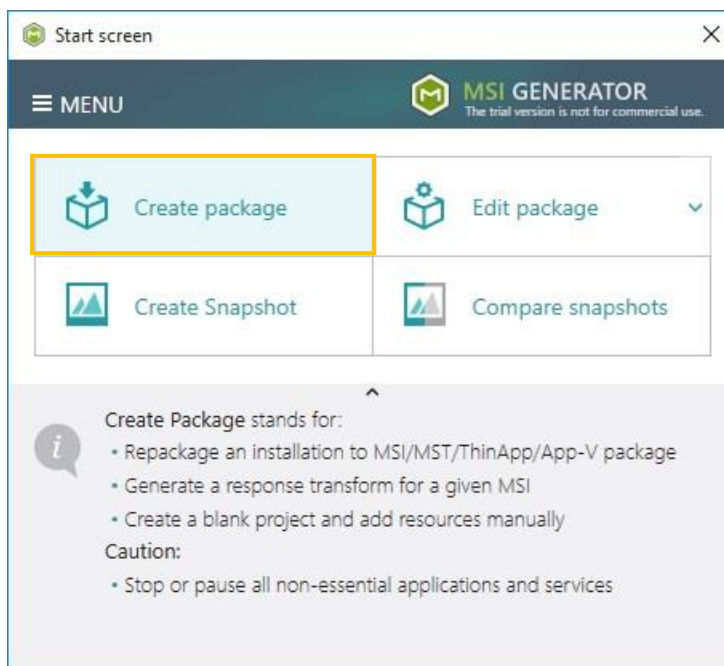 Start screen
MENU
MSI GENERATOR
The trial version is not for commercial use.
Create package
Edit package
Create Snapshot
Compare snapshots
Create Package stands for:
• Repackage an installation to MSI/MST/ThinApp/App-V package
• Generate a response transform for a given MSI
• Create a blank project and add resources manually
Caution:
• Stop or pause all non-essential applications and services